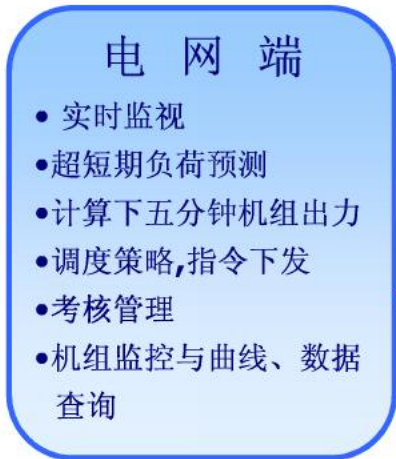 电 网 端
• 实时监视
•超短期负荷预测
•计算下五分钟机组出力
•调度策略,指令下发
•考核管理
•机组监控与曲线、数据
查询